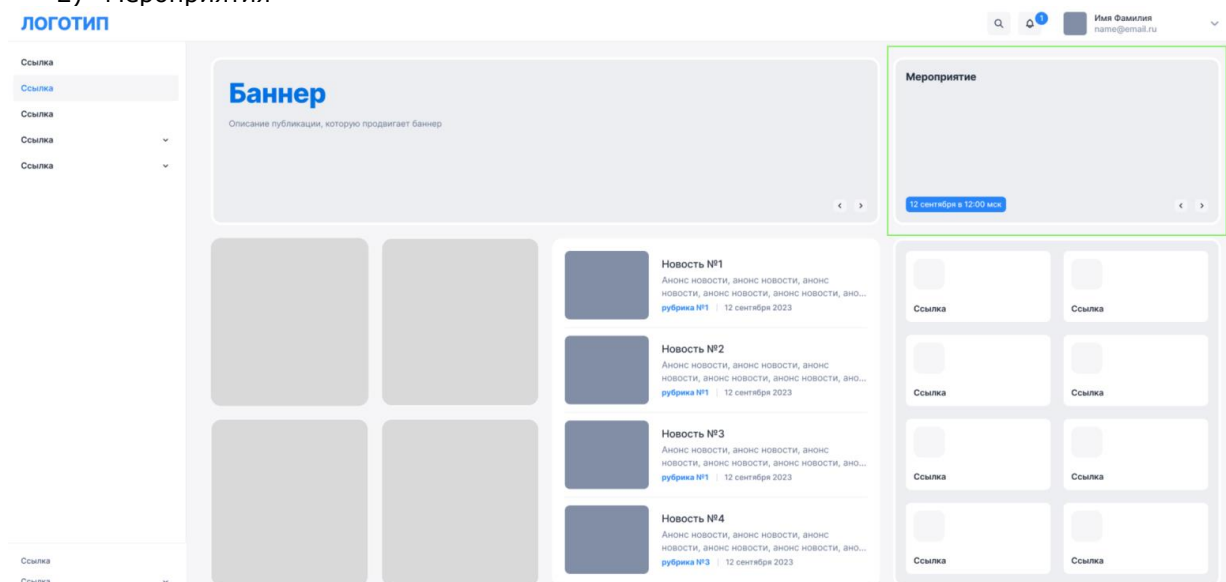 2) Мероприятия
ЛОГОТИП
1
Имя Фамилия
name@email.ru
Ссылка
Ссылка
Ссылка
Ссылка
Ссылка
Баннер
Описание публикации, которую продвигает баннер
Мероприятие
12 сентября в 12:00 мск
Новость №1
Анонс новости, анонс новости, анонс
новости, анонс новости, анонс новости, ано...
рубрика №1 | 12 сентября 2023
Новость №2
Анонс новости, анонс новости, анонс
новости, анонс новости, анонс новости, ано...
рубрика №1 | 12 сентября 2023
Новость №3
Анонс новости, анонс новости, анонс
новости, анонс новости, анонс новости, ано...
рубрика №1 | 12 сентября 2023
Новость №4
Анонс новости, анонс новости, анонс
новости, анонс новости, анонс новости, ано...
рубрика №3 | 12 сентября 2023
Ссылка Ссылка
Ссылка Ссылка
Ссылка Ссылка
Ссылка Ссылка
Ссылка
Ссылка